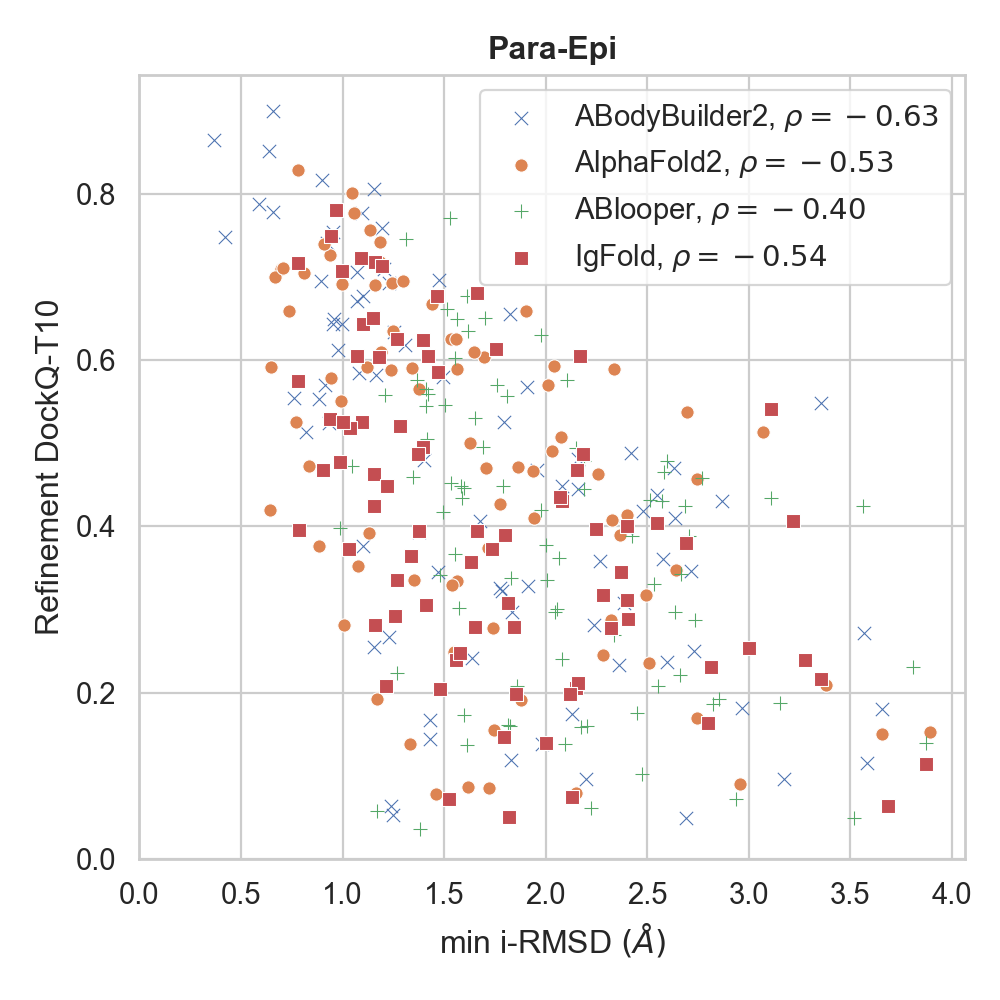 Para-Epi
ABodyBuilder2, ρ = −0.63
AlphaFold2, ρ = −0.53
ABlooper, ρ = −0.40
IgFold, ρ = −0.54
Refinement DockQ-T10
0.8
0.6
0.4
0.2
0.0
0.0 0.5 1.0 1.5 2.0 2.5 3.0 3.5 4.0
min i-RMSD (Å)